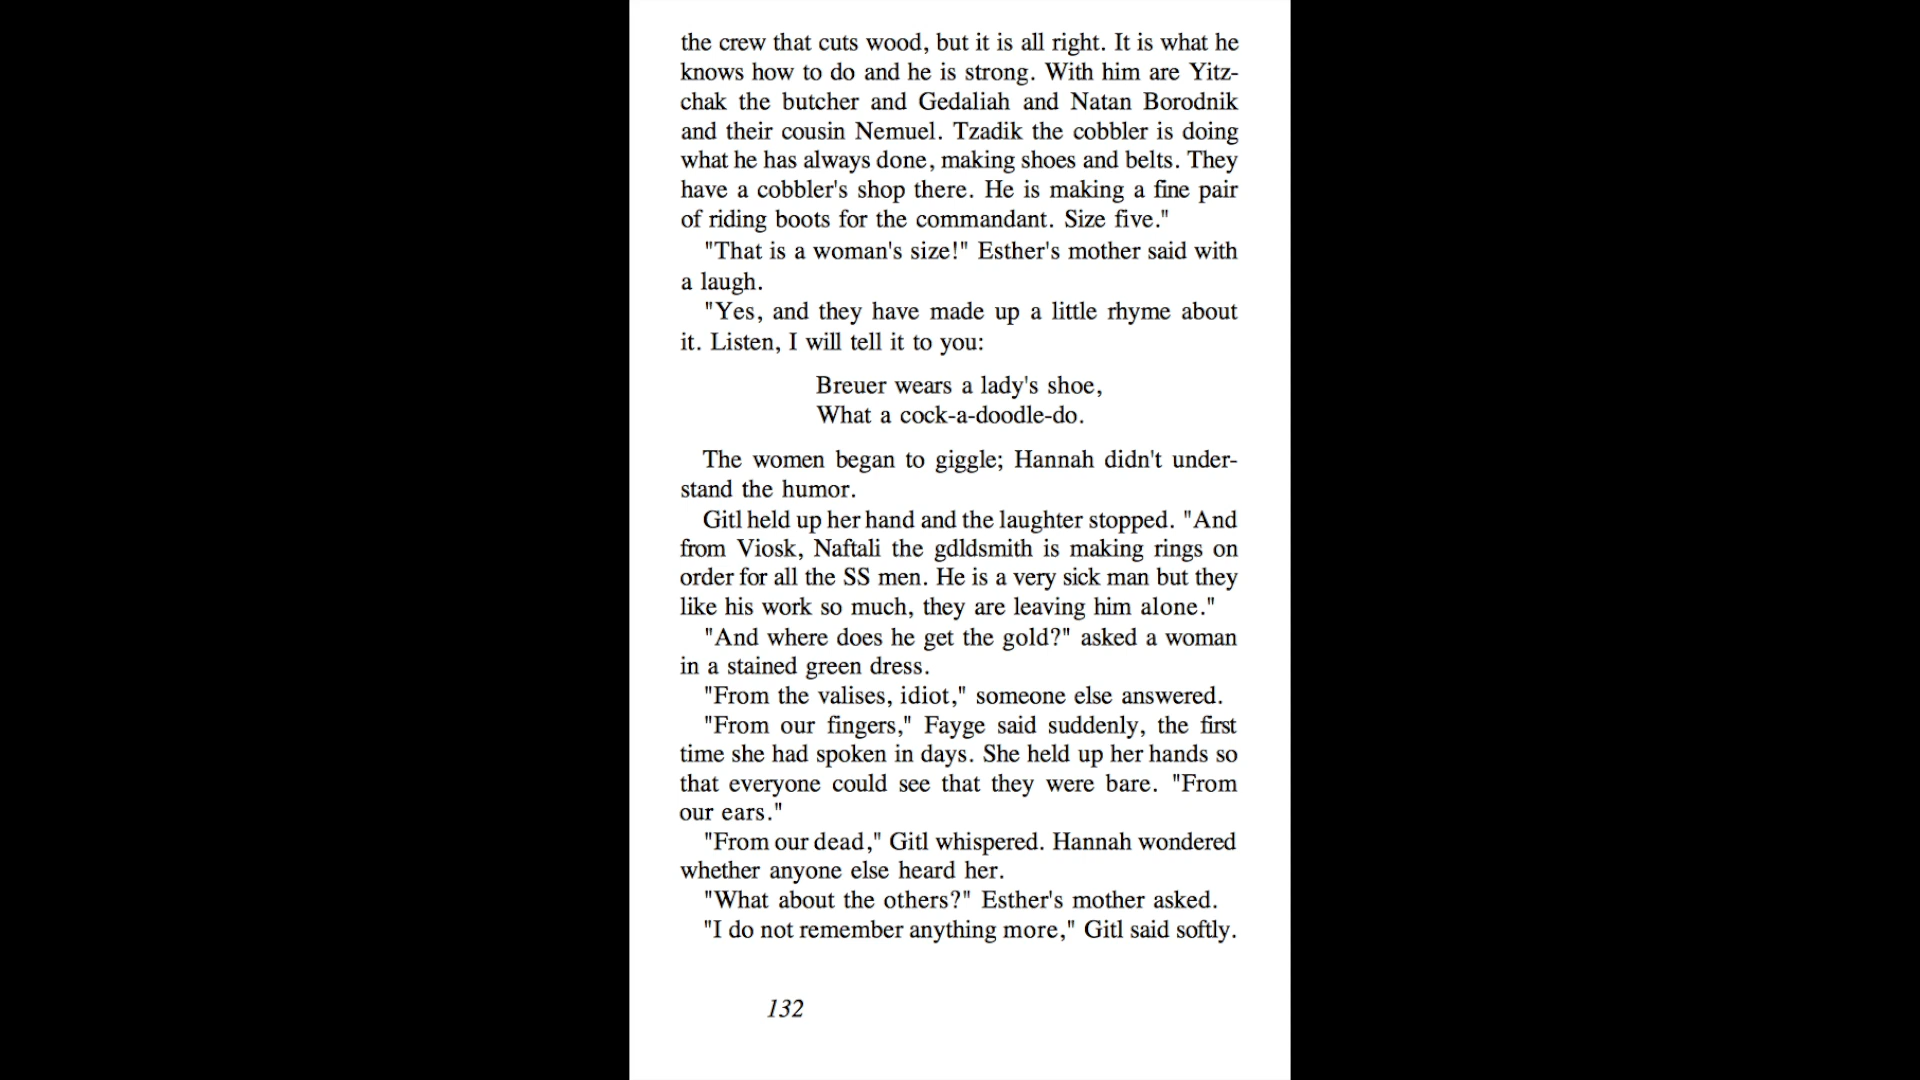 the crew that cuts wood, but it is all right. It is what he
knows how to do and he is strong. With him are Yitz-
chak the butcher and Gedaliah and Natan Borodnik
and their cousin Nemuel. Tzadik the cobbler is doing
what he has always done, making shoes and belts. They
have a cobbler's shop there. He is making a fine pair
of riding boots for the commandant. Size five."
"That is a woman's size!" Esther's mother said with
a laugh.
"Yes, and they have made up a little rhyme about
it. Listen, I will tell it to you:
Breuer wears a lady's shoe,
What a cock-a-doodle-do.
The women began to giggle; Hannah didn't under-
stand the humor.
Gitl held up her hand and the laughter stopped. "And
from Viosk, Naftali the gdldsmith is making rings on
order for all the SS men. He is a very sick man but they
like his work so much, they are leaving him alone."
"And where does he get the gold?" asked a woman
in a stained green dress.
"From the valises, idiot," someone else answered.
"From our fingers," Fayge said suddenly, the first
time she had spoken in days. She held up her hands so
that everyone could see that they were bare. "From
our ears."
"From our dead," Gitl whispered. Hannah wondered
whether anyone else heard her.
"What about the others?" Esther's mother asked.
"I do not remember anything more," Gitl said softly.
132